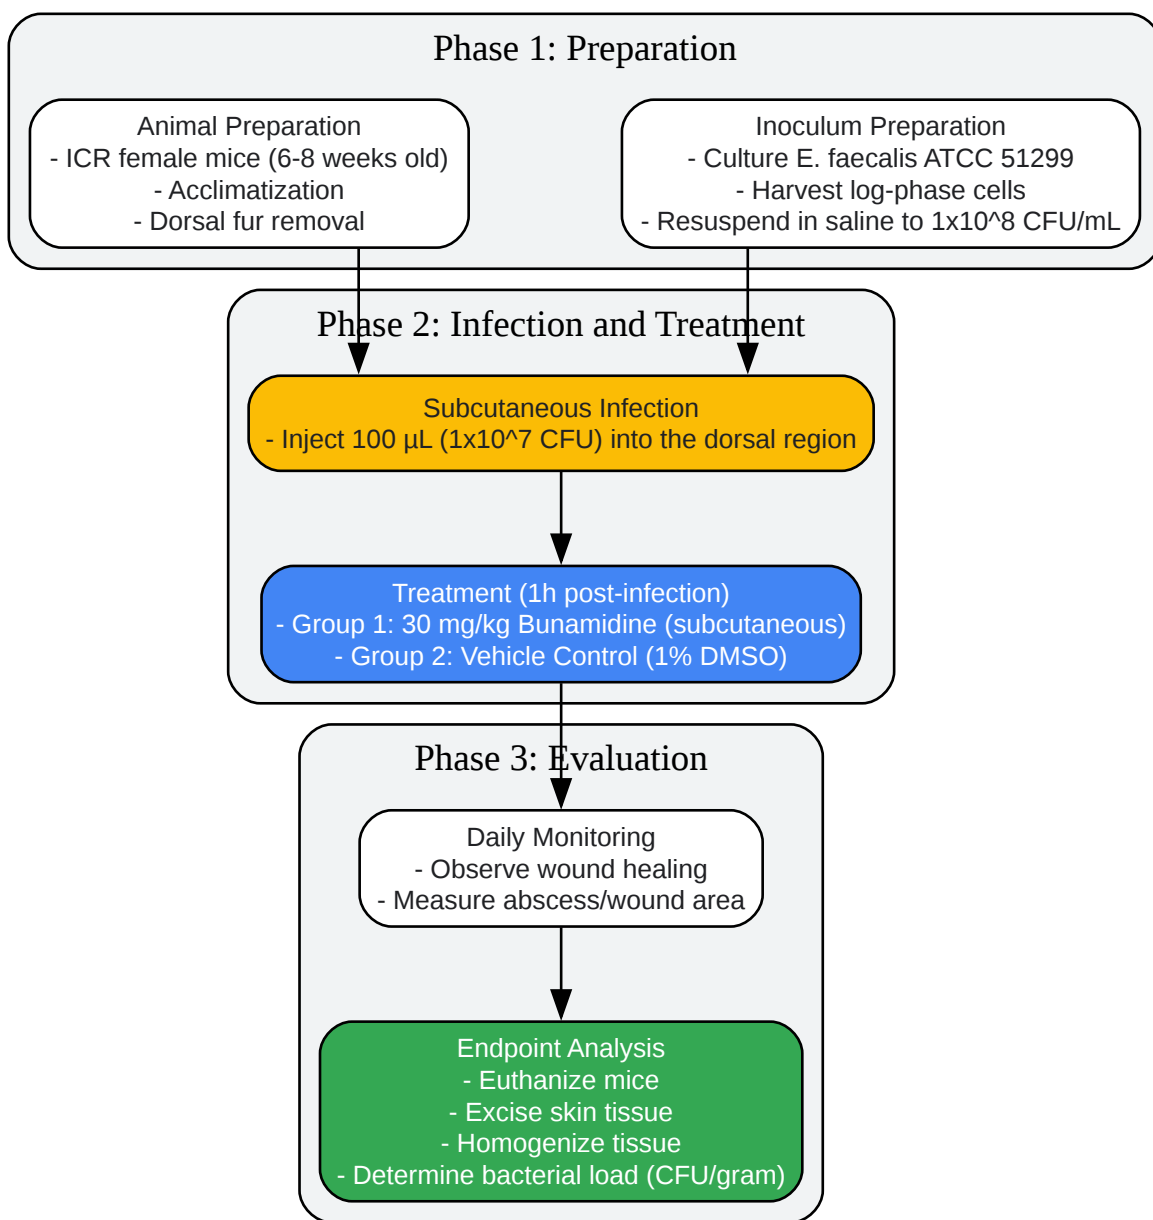 Phase 1: Preparation
Animal Preparation
- ICR female mice (6-8 weeks old)
- Acclimatization
- Dorsal fur removal
Inoculum Preparation
- Culture E. faecalis ATCC 51299
- Harvest log-phase cells
- Resuspend in saline to 1x10^8 CFU/mL
Phase 2: Infection and Treatment
Subcutaneous Infection
- Inject 100 µL (1x10^7 CFU) into the dorsal region
Treatment (1h post-infection)
- Group 1: 30 mg/kg Bunamidine (subcutaneous)
- Group 2: Vehicle Control (1% DMSO)
Phase 3: Evaluation
Daily Monitoring
- Observe wound healing
- Measure abscess/wound area
Endpoint Analysis
- Euthanize mice
- Excise skin tissue
- Homogenize tissue
- Determine bacterial load (CFU/gram)